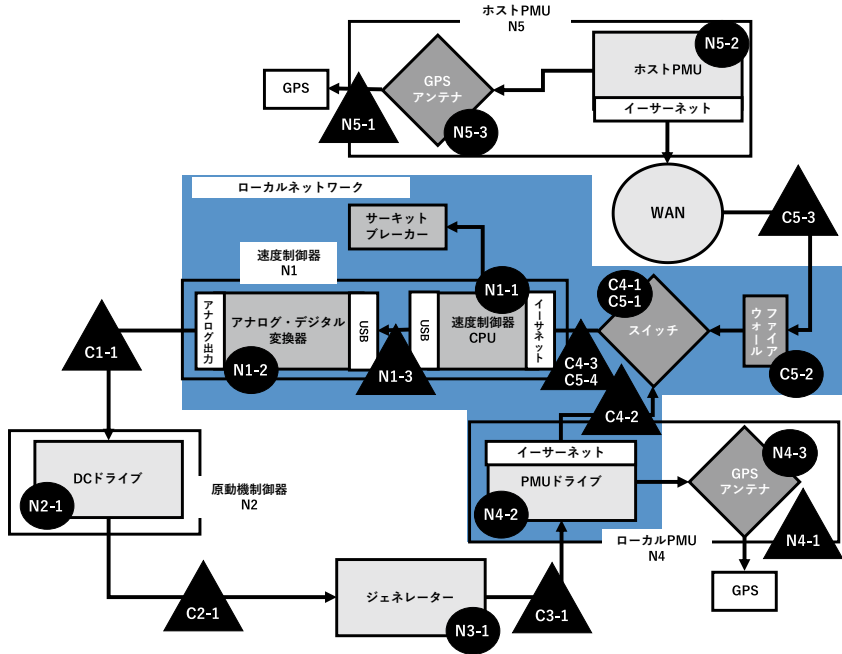 ホストPMU
N5
N5-2
ホストPMU
イーサーネット
GPS
アンテナ
GPS
N5-1
N5-3
WAN
C5-3
ローカルネットワーク
サーキット
ブレーカー
速度制御器
N1
N1-1
C4-1
C5-1
スイッチ
ファイア
ウォール
C5-2
アナログ出力
アナログ・デジタル
変換器
USB
USB
速度制御器
CPU
イーサネット
C1-1
N1-2
N1-3
C4-3
C5-4
C4-2
DCドライブ
N2-1
原動機制御器
N2
イーサーネット
PMUドライブ
N4-2
GPS
アンテナ
N4-3
ローカルPMU
N4
N4-1
GPS
C2-1
ジェネレーター
N3-1
C3-1